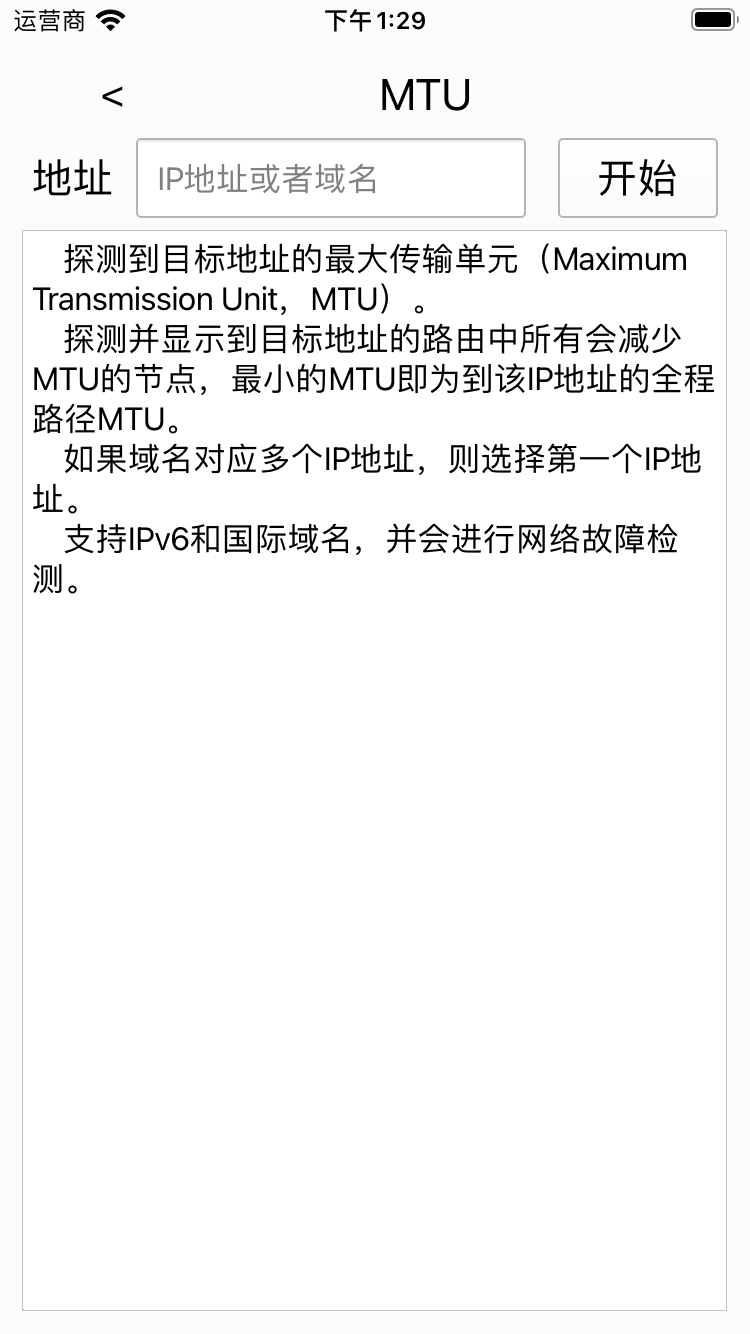 运营商 下午1:29
< MTU
地址 IP地址或者域名 开始
探测到目标地址的最大传输单元（Maximum
Transmission Unit，MTU）。
探测并显示到目标地址的路由中所有会减少
MTU的节点，最小的MTU即为到该IP地址的全程
路径MTU。
如果域名对应多个IP地址，则选择第一个IP地
址。
支持IPv6和国际域名，并会进行网络故障检
测。